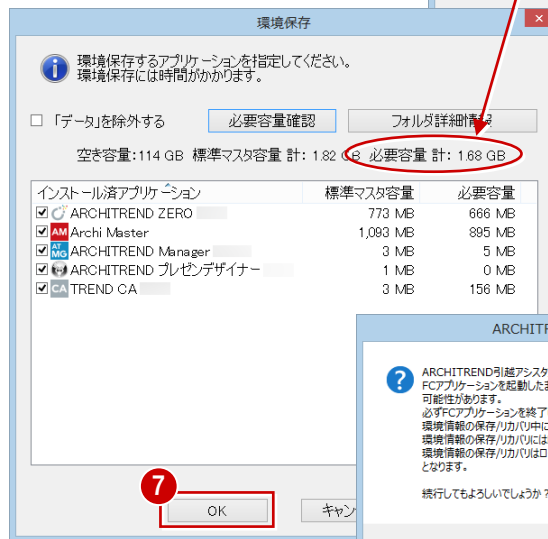 環境保存
環境保存するアプリケーションを指定してください。
環境保存には時間がかかります。
「データ」を除外する 必要容量確認 フォルダ詳細情報
空き容量:114 GB 標準マスタ容量 計: 1.82 GB 必要容量 計: 1.68 GB
インストール済アプリケーション 標準マスタ容量 必要容量
ARCHITREND ZERO 773 MB 666 MB
AM Archi Master 1,093 MB 895 MB
AT MG ARCHITREND Manager 3 MB 5 MB
ARCHITREND プレゼンデザイナー 1 MB 0 MB
CA TREND CA 3 MB 156 MB
ARCHITR
ARCHITREND引越アシスタ
FCアプリケーションを起動したま
可能性があります。
必ずFCアプリケーションを終了
環境情報の保存/リカバリ中に
環境情報の保存/リカバリには
環境情報の保存/リカバリはロ
となります。
続行してもよろしいでしょうか?
7
OK キャン